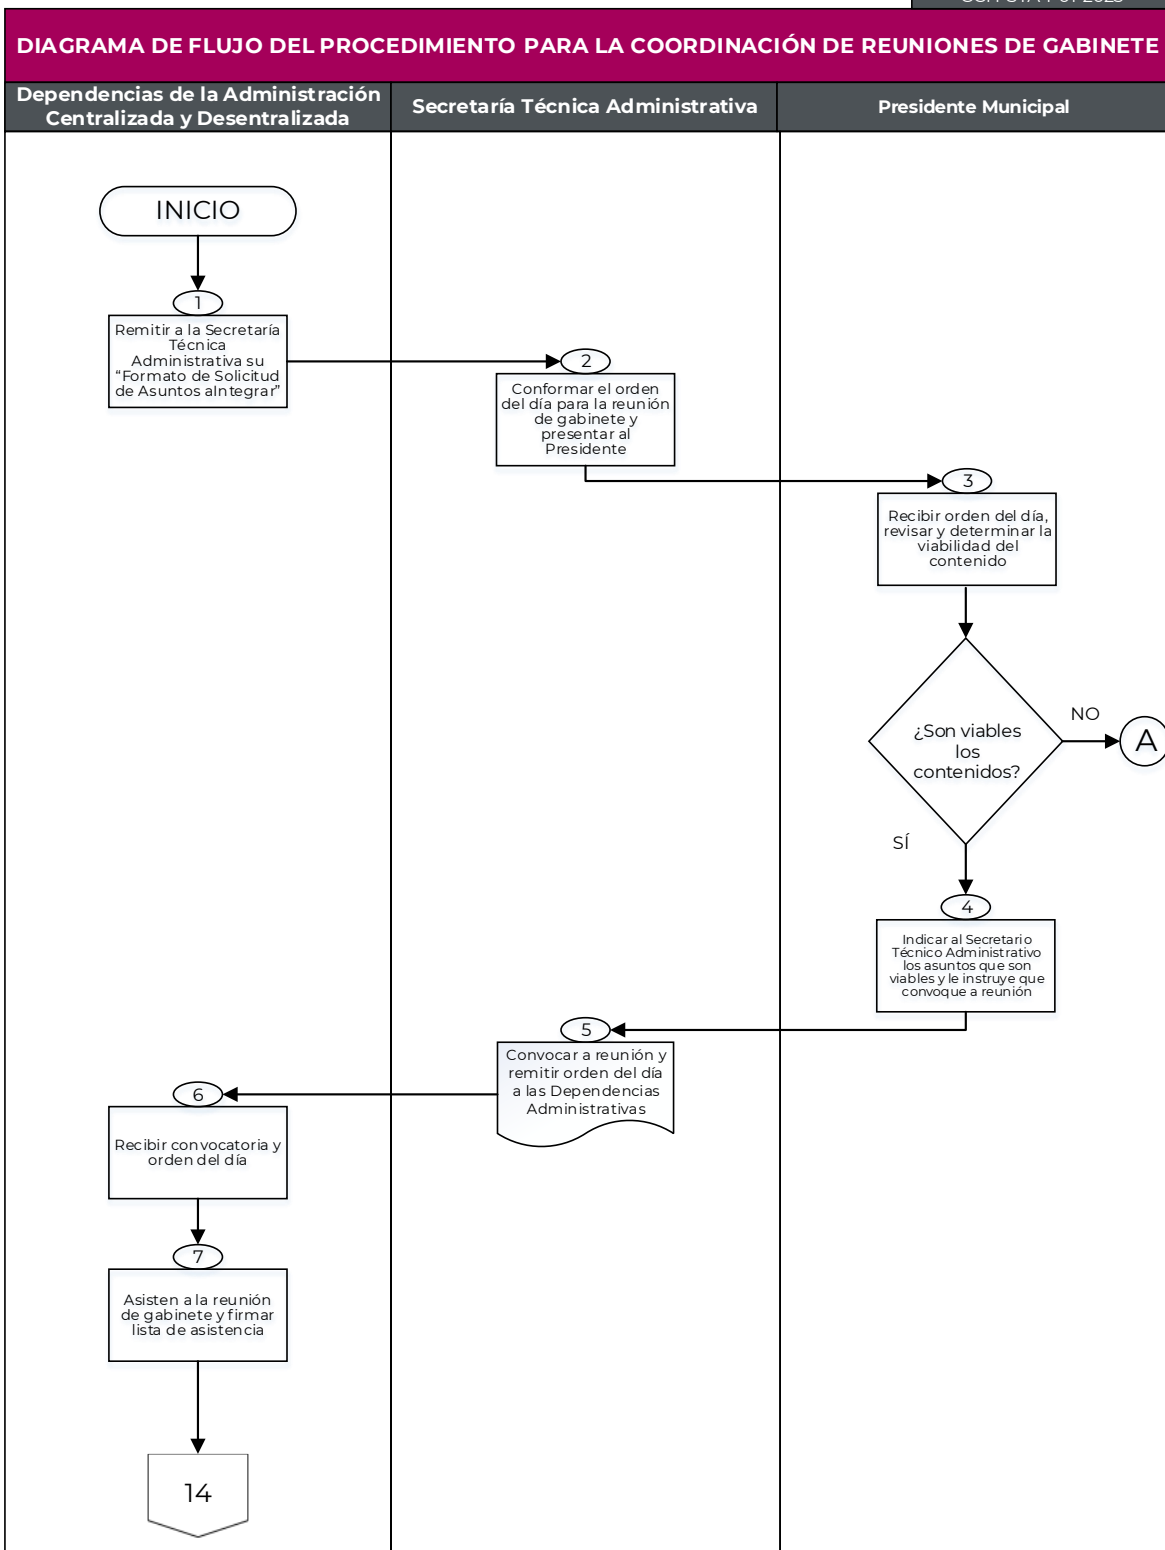 DIAGRAMA DE FLUJO DEL PROCEDIMIENTO PARA LA COORDINACIÓN DE REUNIONES DE GABINETE
Dependencias de la Administración
Centralizada y Desentralizada
Secretaría Técnica Administrativa
Presidente Municipal
INICIO
1
Remitir a la Secretaría
Técnica
Administrativa su
“Formato de Solicitud
de Asuntos aIntegrar”
2
Conformar el orden
del día para la reunión
de gabinete y
presentar al
Presidente
3
Recibir orden del día,
revisar y determinar la
viabilidad del
contenido
¿Son viables
los
contenidos?
NO
A
SÍ
4
Indicar al Secretario
Técnico Administrativo
los asuntos que son
viables y le instruye que
convoque a reunión
5
Convocar a reunión y
remitir orden del día
a las Dependencias
Administrativas
6
Recibir convocatoria y
orden del día
7
Asisten a la reunión
de gabinete y firmar
lista de asistencia
14